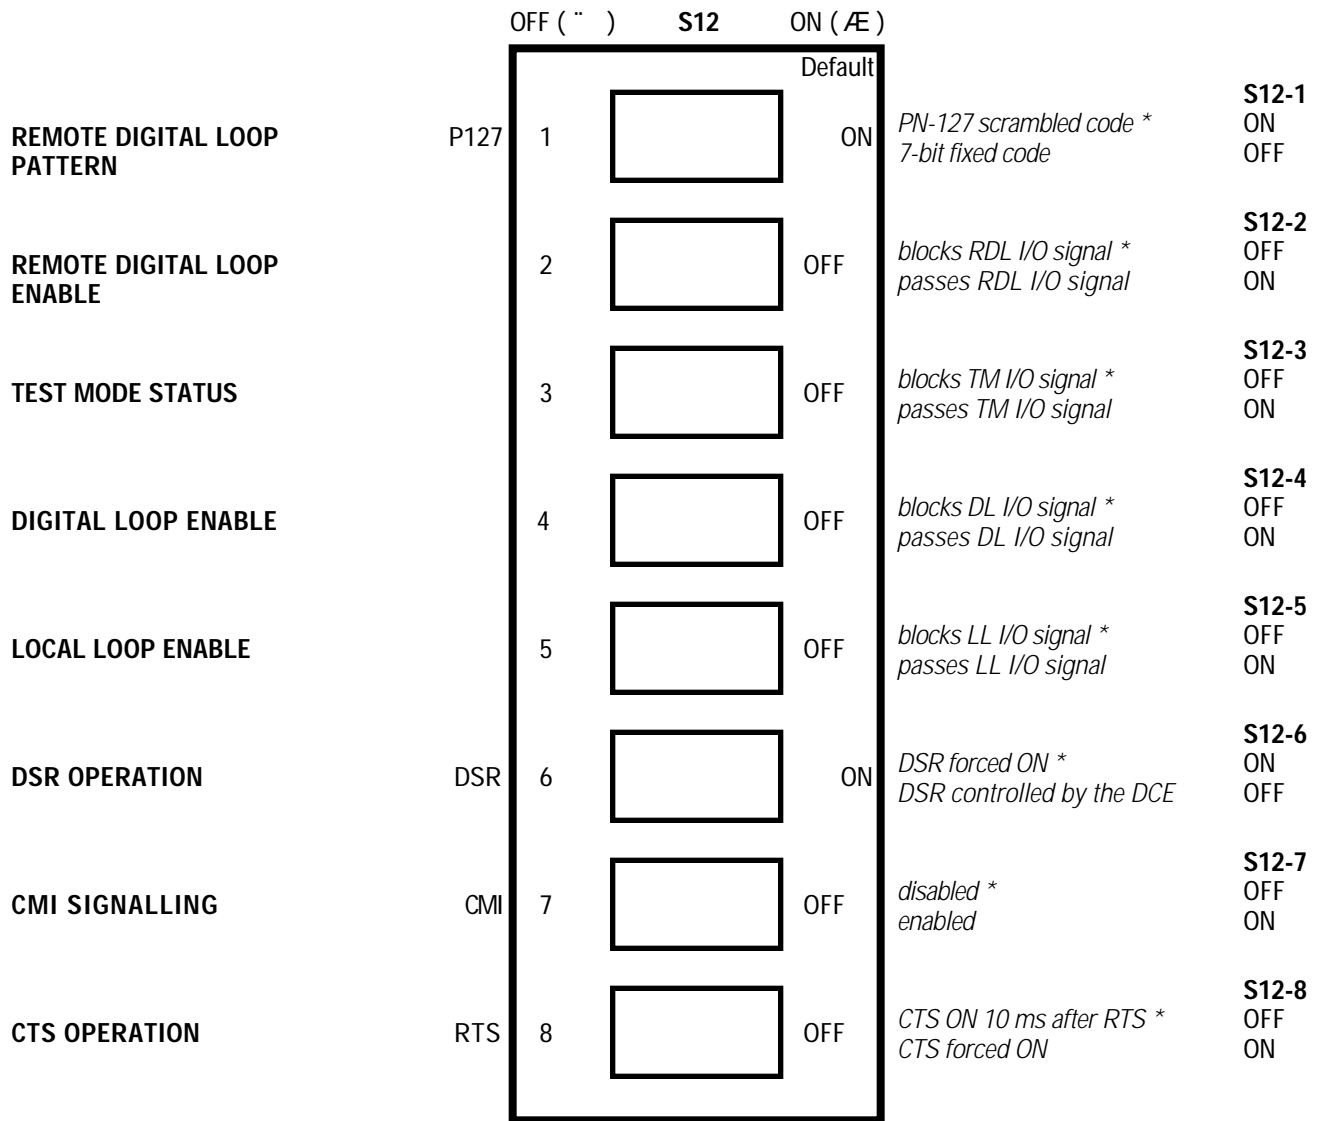 OFF ( ¨ ) S12 ON ( Æ )
Default
S12-1
REMOTE DIGITAL LOOP P127 1 ON PN-127 scrambled code * ON
PATTERN 7-bit fixed code OFF
S12-2
REMOTE DIGITAL LOOP 2 OFF blocks RDL I/O signal * OFF
ENABLE passes RDL I/O signal ON
S12-3
TEST MODE STATUS 3 OFF blocks TM I/O signal * OFF
passes TM I/O signal ON
S12-4
DIGITAL LOOP ENABLE 4 OFF blocks DL I/O signal * OFF
passes DL I/O signal ON
S12-5
LOCAL LOOP ENABLE 5 OFF blocks LL I/O signal * OFF
passes LL I/O signal ON
S12-6
DSR OPERATION DSR 6 ON DSR forced ON * ON
DSR controlled by the DCE OFF
S12-7
CMI SIGNALLING CMI 7 OFF disabled * OFF
enabled ON
S12-8
CTS OPERATION RTS 8 OFF CTS ON 10 ms after RTS * OFF
CTS forced ON ON